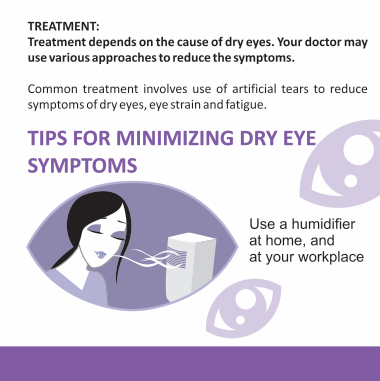 TREATMENT:
Treatment depends on the cause of dry eyes. Your doctor may
use various approaches to reduce the symptoms.
Common treatment involves use of artificial tears to reduce
symptoms of dry eyes, eye strain and fatigue.
TIPS FOR MINIMIZING DRY EYE
SYMPTOMS
Use a humidifier
at home, and
at your workplace